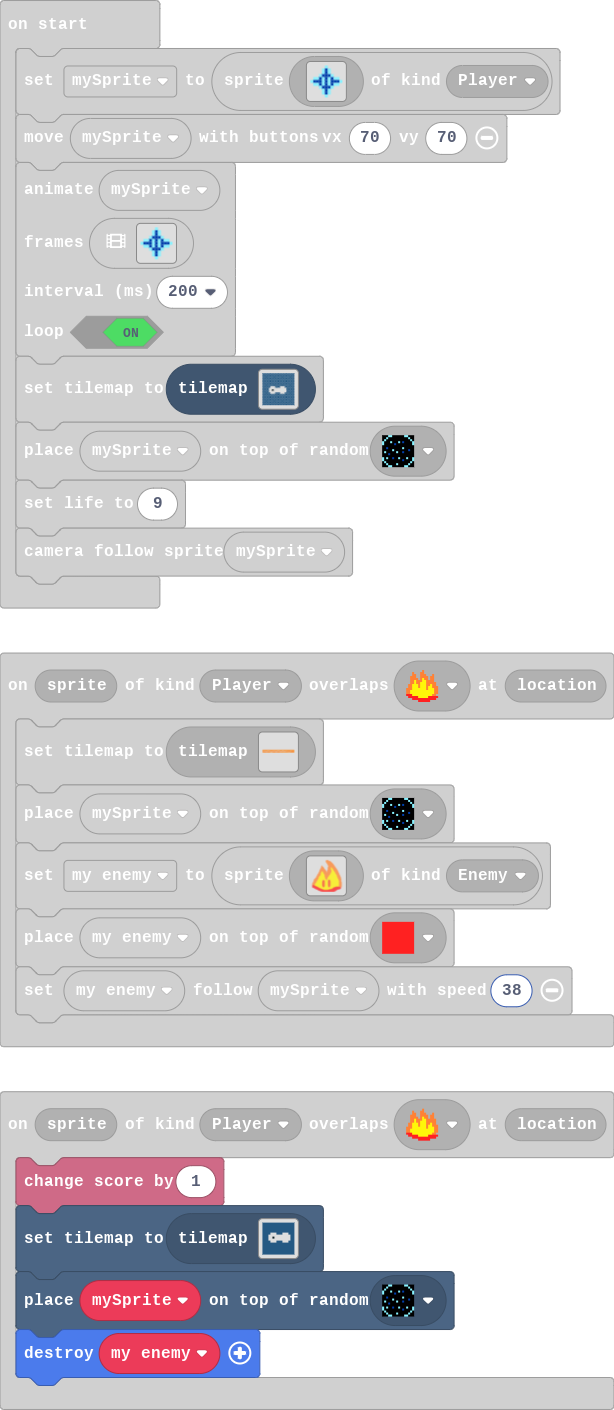 on start
set mySprite to sprite of kind Player
move mySprite with buttons vx 70 vy 70
animate mySprite
frames
interval (ms) 200
loop ON
set tilemap to tilemap
place mySprite on top of random
set life to 9
camera follow sprite mySprite
on sprite of kind Player overlaps at location
set tilemap to tilemap
place mySprite on top of random
set my enemy to sprite of kind Enemy
place my enemy on top of random
set my enemy follow mySprite with speed 38
on sprite of kind Player overlaps at location
change score by 1
set tilemap to tilemap
place mySprite on top of random
destroy my enemy